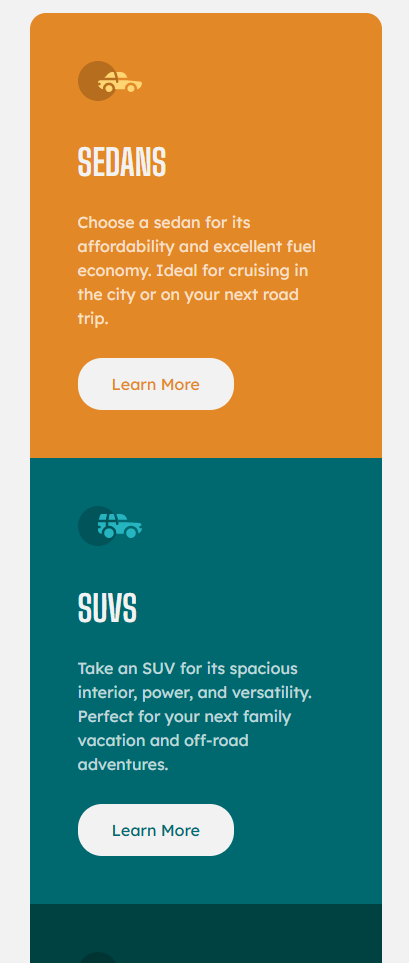 SEDANS
Choose a sedan for its
affordability and excellent fuel
economy. Ideal for cruising in
the city or on your next road
trip.
Learn More
SUVS
Take an SUV for its spacious
interior, power, and versatility.
Perfect for your next family
vacation and off-road
adventures.
Learn More